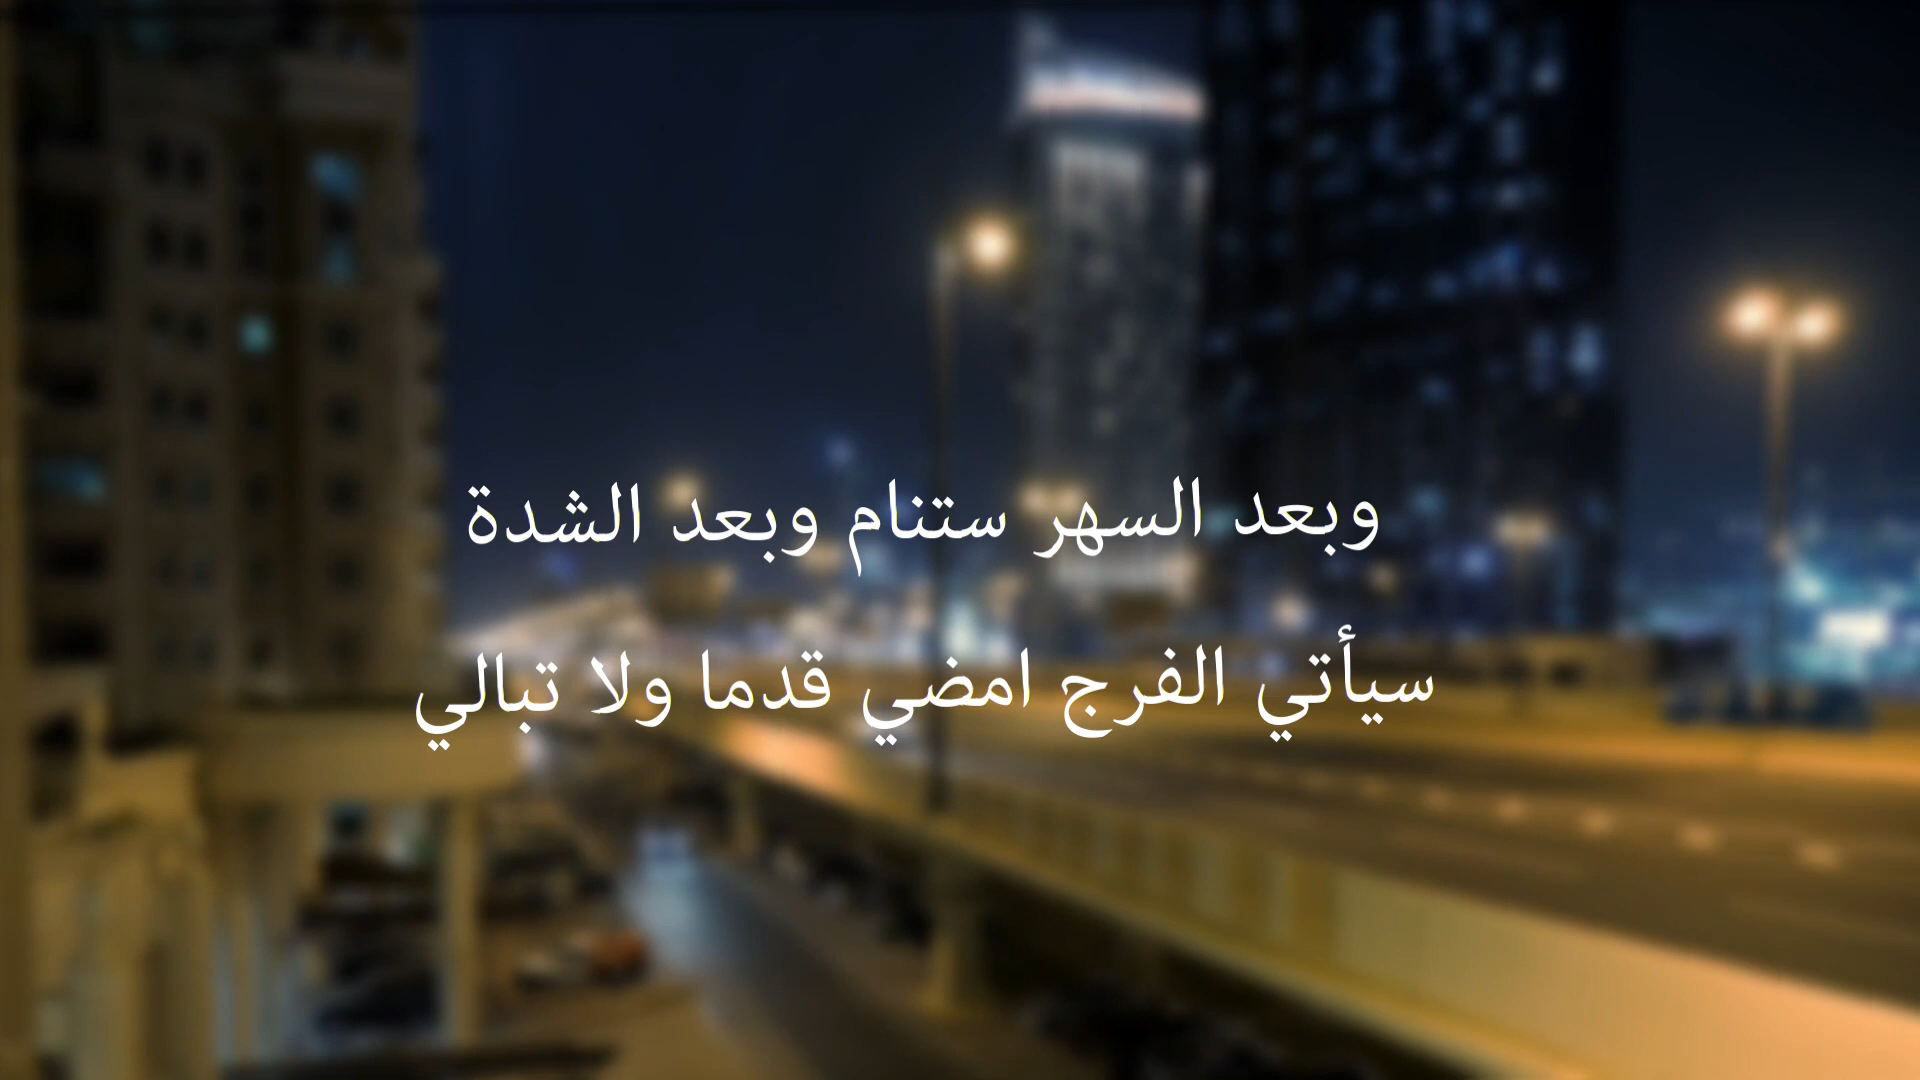 وبعد السهر ستنام وبعد الشدة
سيأتي الفرج امضي قدما ولا تبالي